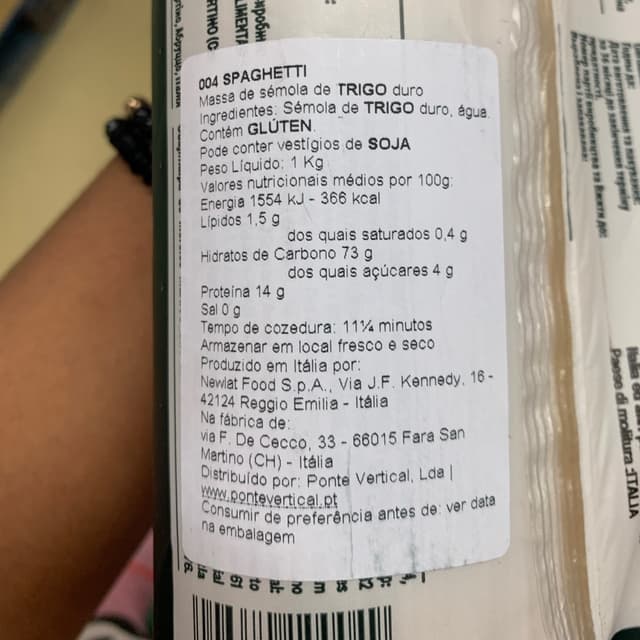 004 SPAGHETTI
Massa de sémola de TRIGO duro
Ingredientes: Sémola de TRIGO duro, água.
Contém GLÚTEN.
Pode conter vestígios de SOJA
Peso Líquido: 1 Kg
Valores nutricionais médios por 100g:
Energia 1554 kJ - 366 kcal
Lípidos 1,5 g
dos quais saturados 0,4 g
Hidratos de Carbono 73 g
dos quais açúcares 4 g
Proteína 14 g
Sal 0 g
Tempo de cozedura: 11¼ minutos
Armazenar em local fresco e seco
Produzido em Itália por:
Newlat Food S.p.A., Via J.F. Kennedy, 16 -
42124 Reggio Emilia - Itália
Na fábrica de:
via F. De Cecco, 33 - 66015 Fara San
Martino (CH) - Itália
Distribuído por: Ponte Vertical, Lda |
www.pontevertical.pt
Consumir de preferência antes de: ver data
na embalagem
Paese di molitura: ITALIA